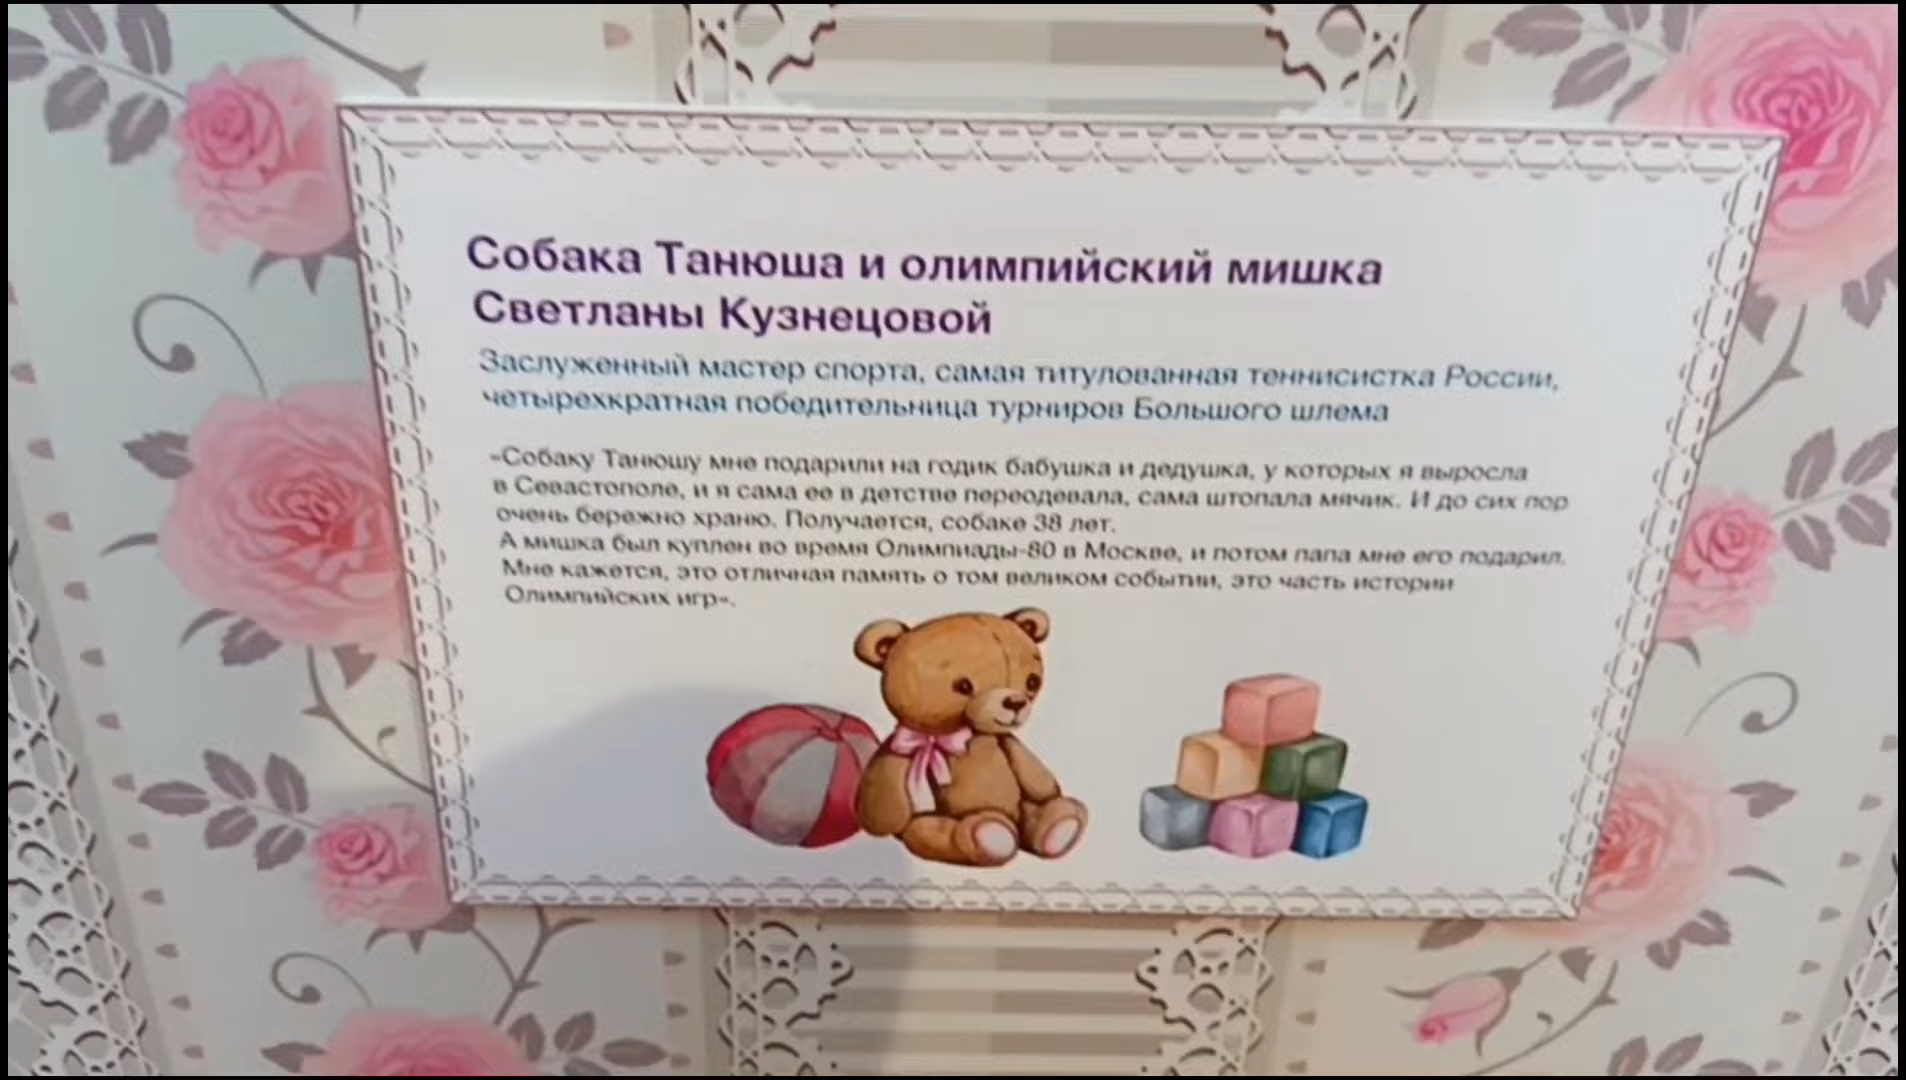 Собака Танюша и олимпийский мишка
Светланы Кузнецовой
Заслуженный мастер спорта, самая титулованная теннисистка России,
четырехкратная победительница турниров Большого шлема
«Собаку Танюшу мне подарили на годик бабушка и дедушка, у которых я выросла
в Севастополе, и я сама ее в детстве переодевала, сама штопала мячик. И до сих пор
очень бережно храню. Получается, собаке 38 лет.
А мишка был куплен во время Олимпиады-80 в Москве, и потом папа мне его подарил.
Мне кажется, это отличная память о том великом событии, это часть истории
Олимпийских игр«.